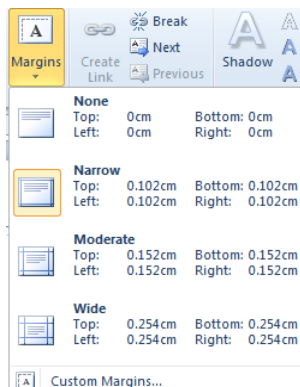 A
Break
A
Next
A
Margins
Create
Link
Previous
Shadow
A
None
Top: 0cm Bottom: 0cm
Left: 0cm Right: 0cm
Narrow
Top: 0.102cm Bottom: 0.102cm
Left: 0.102cm Right: 0.102cm
Moderate
Top: 0.152cm Bottom: 0.152cm
Left: 0.152cm Right: 0.152cm
Wide
Top: 0.254cm Bottom: 0.254cm
Left: 0.254cm Right: 0.254cm
A Custom Margins...